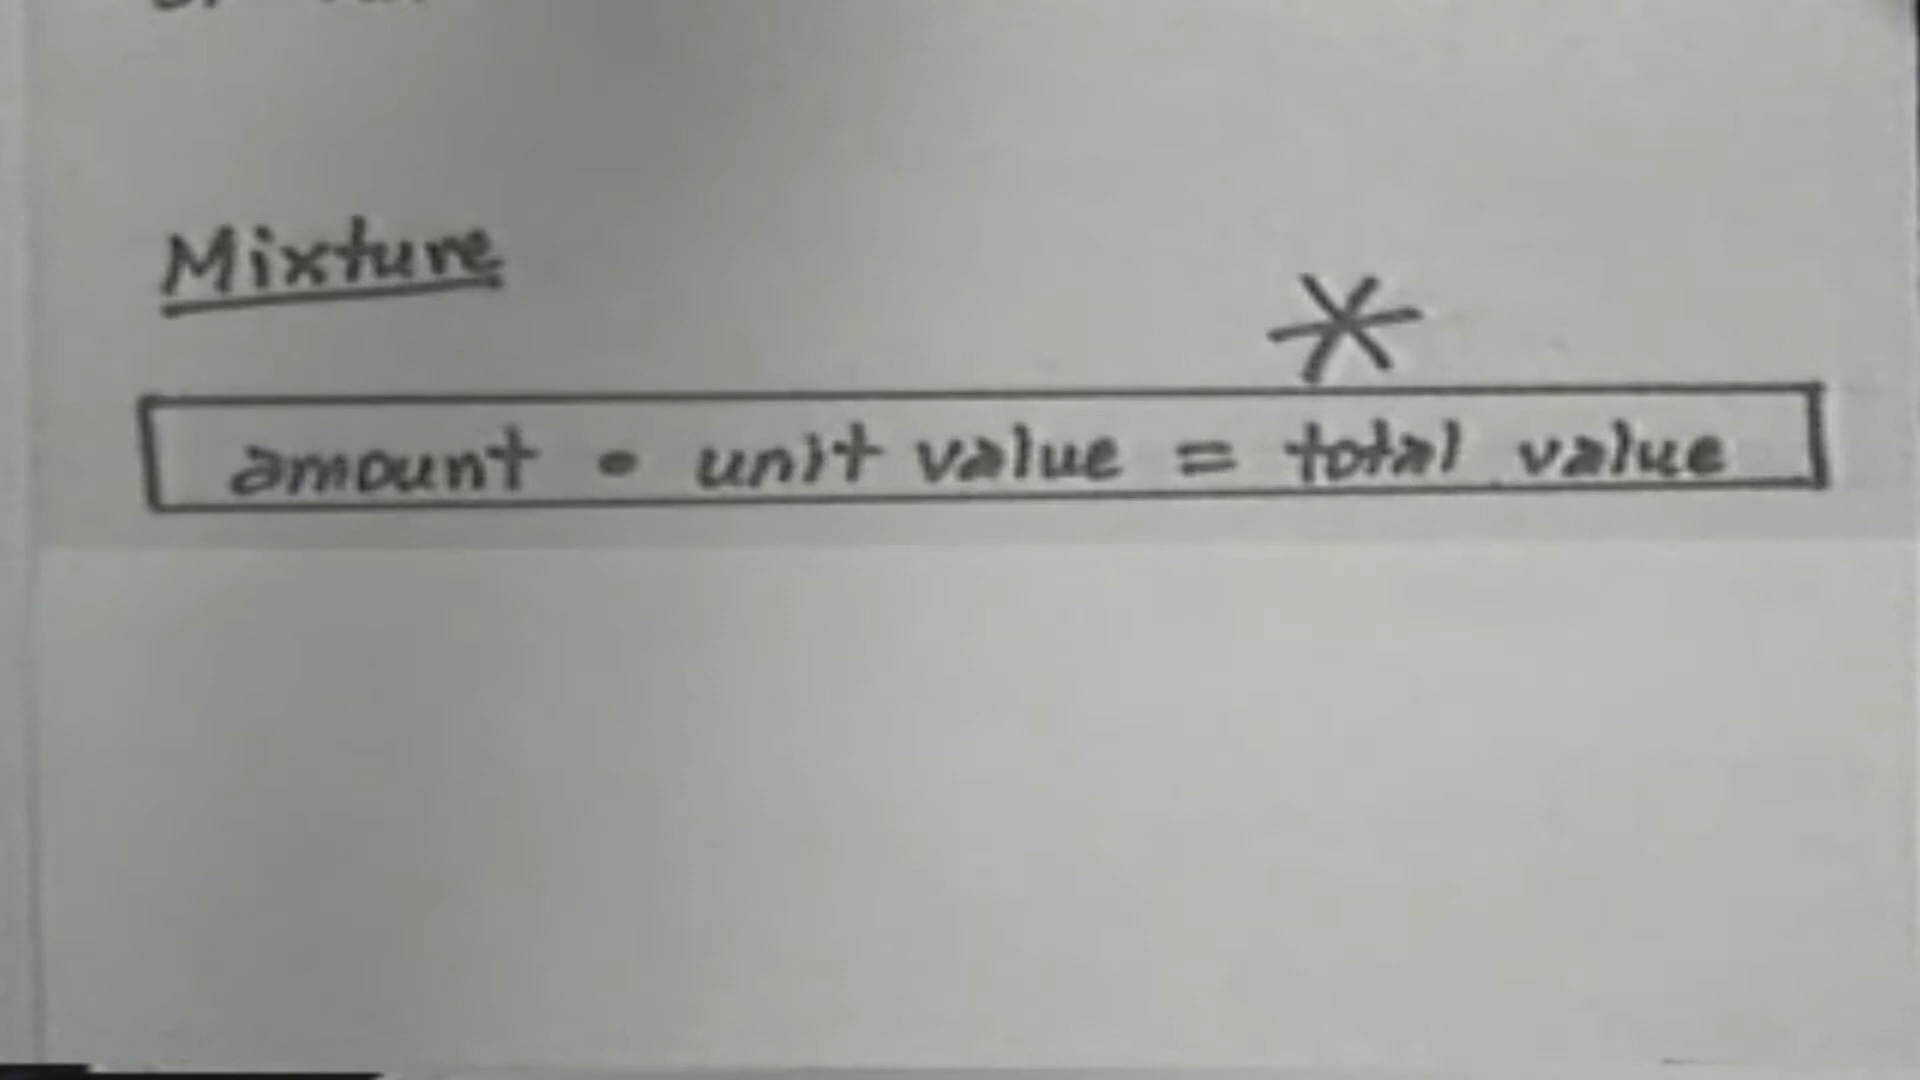 Mixture
*
amount • unit value = total value